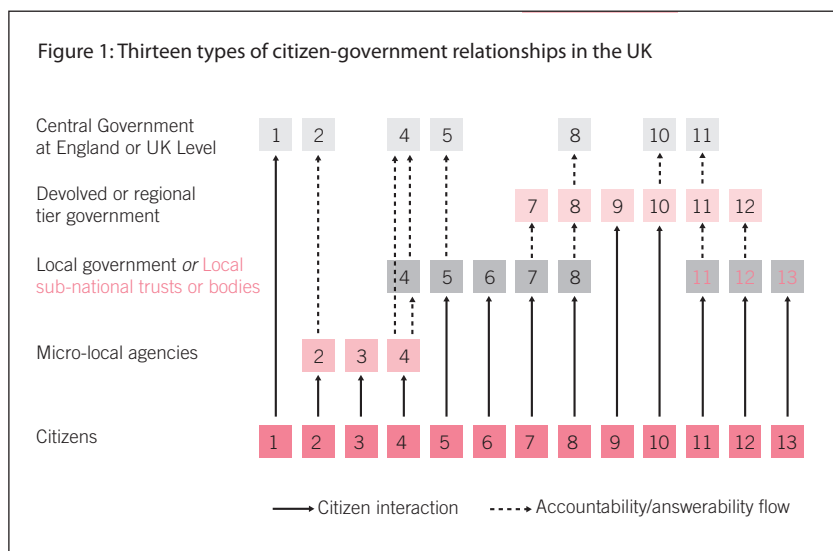 Figure 1: Thirteen types of citizen-government relationships in the UK
Central Government
at England or UK Level
1 2 4 5 8 10 11
Devolved or regional
tier government
7 8 9 10 11 12
Local government or Local
sub-national trusts or bodies
4 5 6 7 8 11 12 13
Micro-local agencies
2 3 4
Citizens
1 2 3 4 5 6 7 8 9 10 11 12 13
Citizen interaction
Accountability/answerability flow